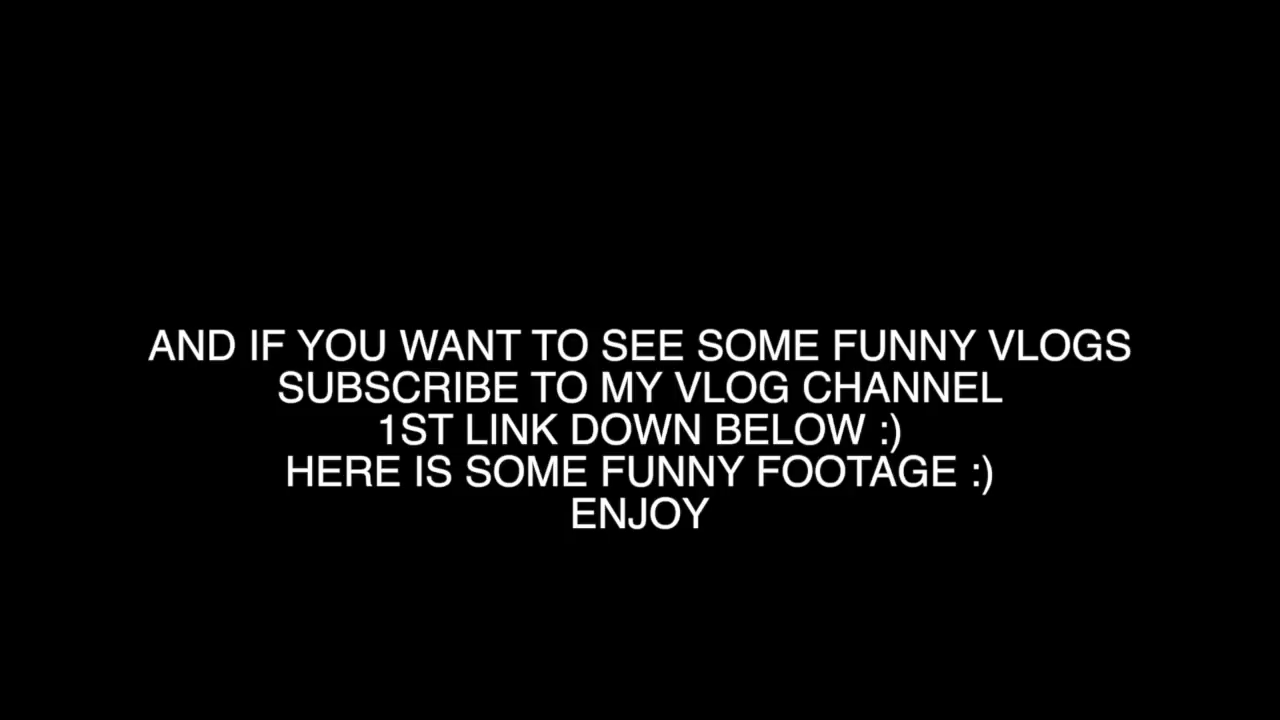 AND IF YOU WANT TO SEE SOME FUNNY VLOGS
SUBSCRIBE TO MY VLOG CHANNEL
1ST LINK DOWN BELOW :)
HERE IS SOME FUNNY FOOTAGE :)
ENJOY